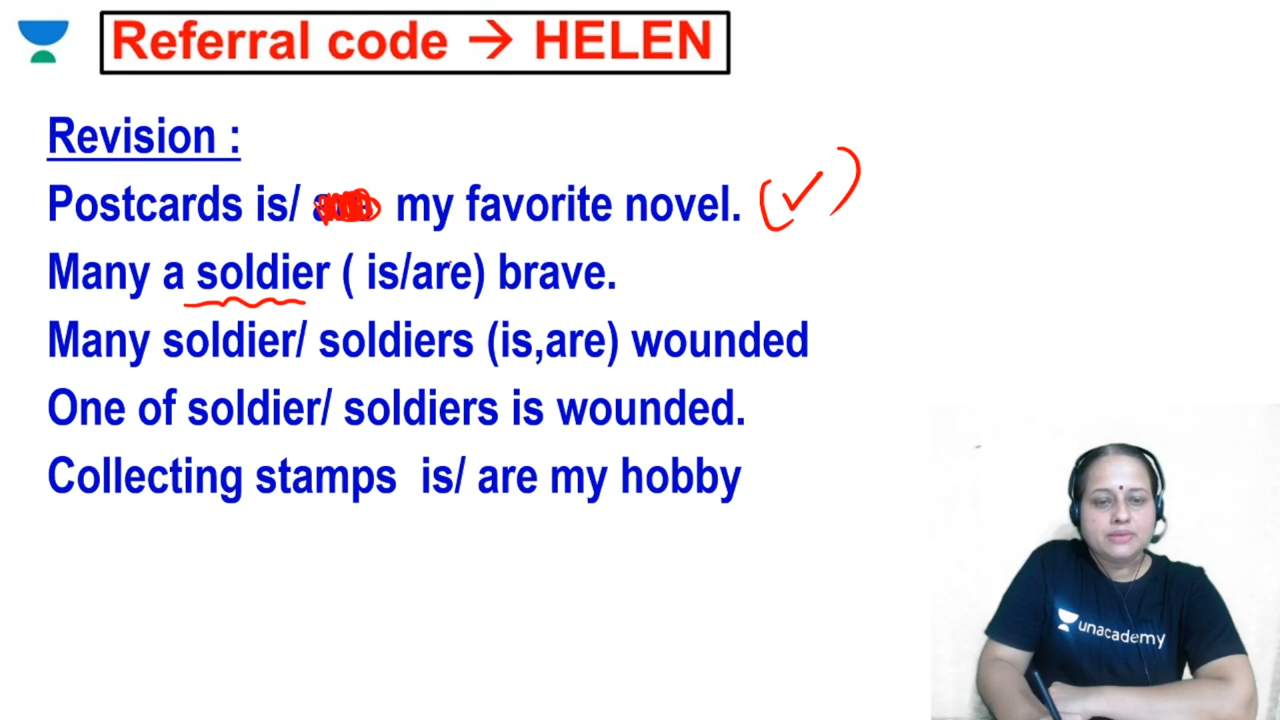 Referral code → HELEN
Revision :
Postcards is/ my favorite novel.
Many a soldier ( is/are) brave.
Many soldier/ soldiers (is,are) wounded
One of soldier/ soldiers is wounded.
Collecting stamps is/ are my hobby
unacademy